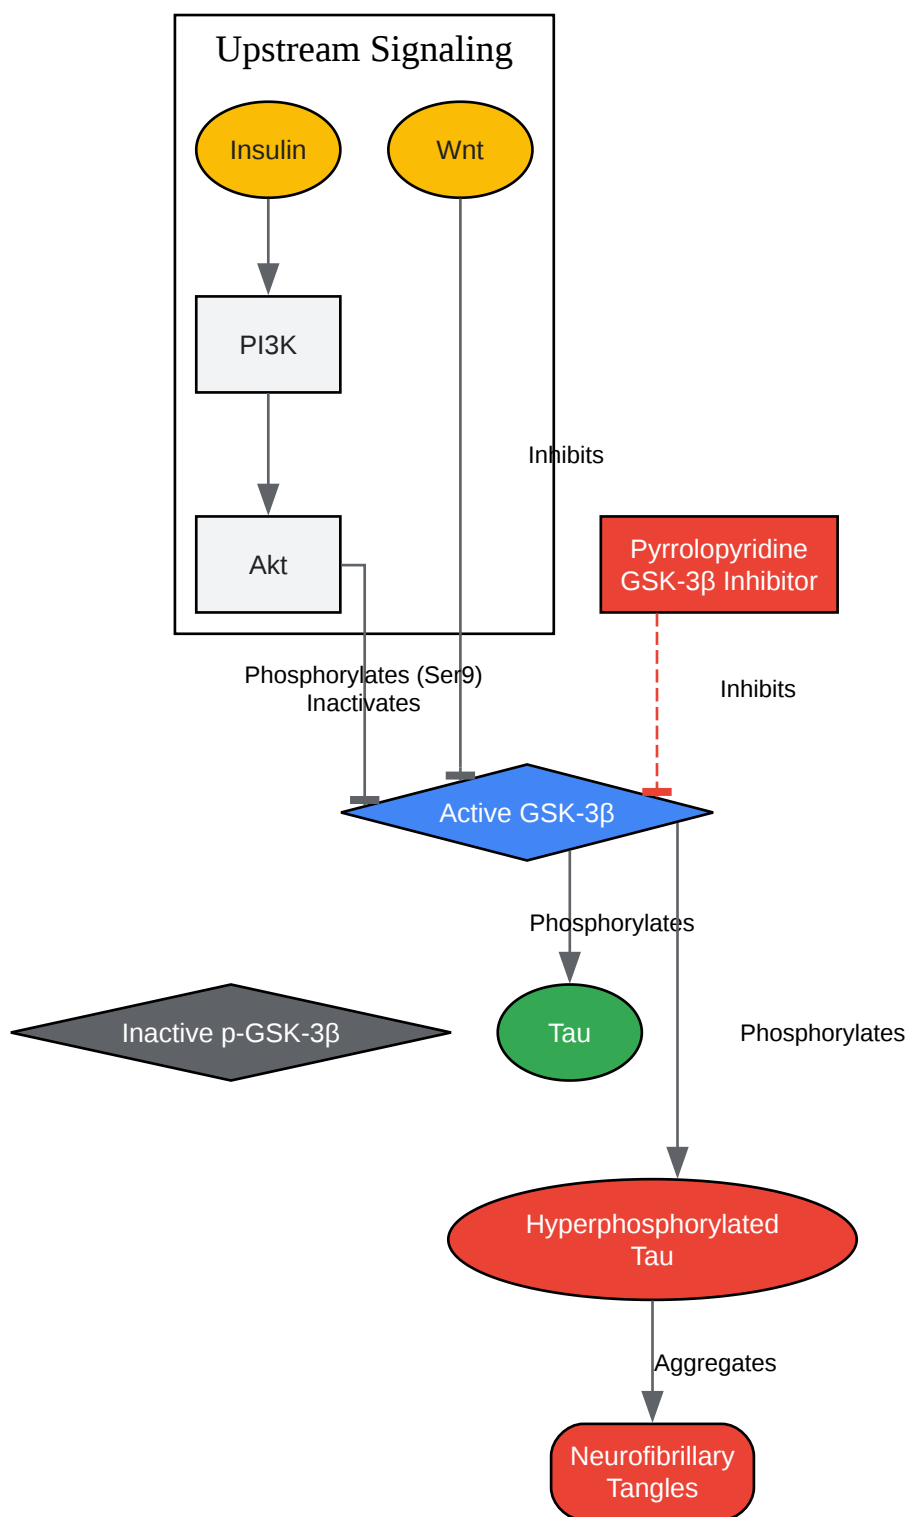 Upstream Signaling
Insulin
Wnt
PI3K
Inhibits
Akt
Pyrrolopyridine
GSK-3β Inhibitor
Phosphorylates (Ser9)
Inactivates
Inhibits
Active GSK-3β
Phosphorylates
Inactive p-GSK-3β
Tau
Phosphorylates
Hyperphosphorylated
Tau
Aggregates
Neurofibrillary
Tangles